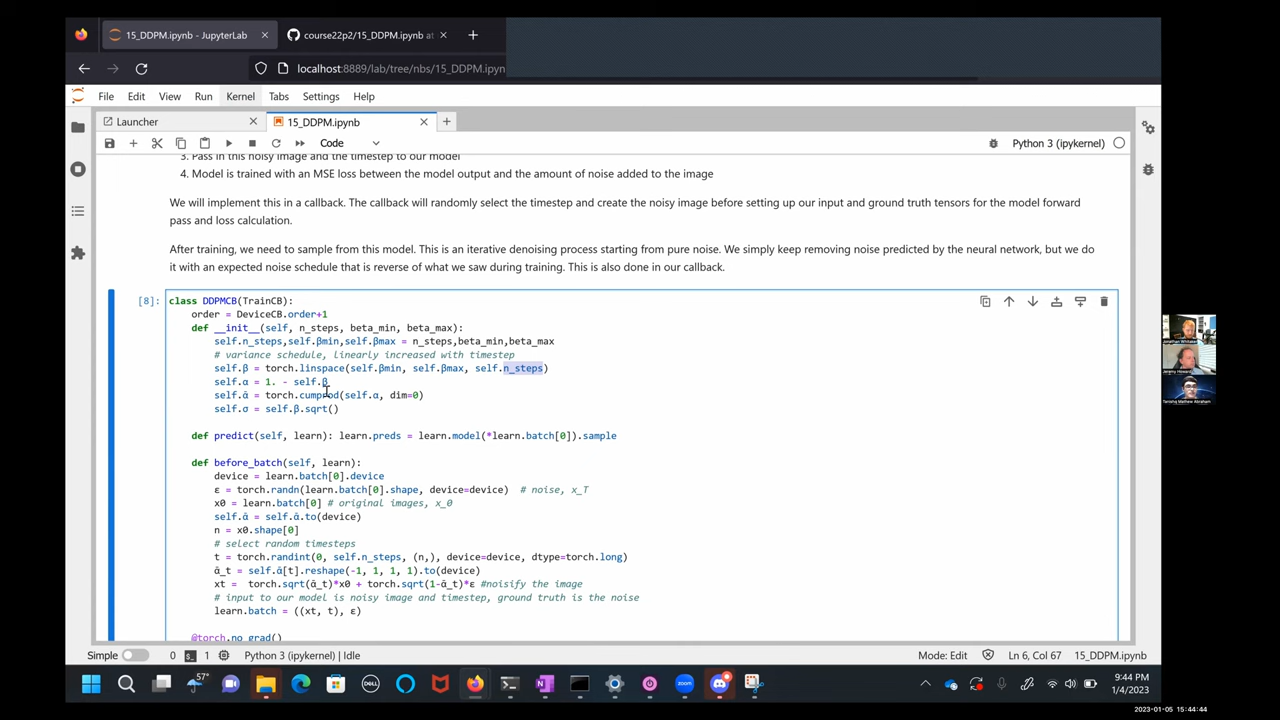 15_DDPM.ipynb - JupyterLab
course22p2/15_DDPM.ipynb at
localhost:8889/lab/tree/nbs/15_DDPM.ipyn
File Edit View Run Kernel Tabs Settings Help
Launcher
15_DDPM.ipynb
Code
Python 3 (ipykernel)
3. Pass in this noisy image and the timestep to our model
4. Model is trained with an MSE loss between the model output and the amount of noise added to the image
We will implement this in a callback. The callback will randomly select the timestep and create the noisy image before setting up our input and ground truth tensors for the model forward
pass and loss calculation.
After training, we need to sample from this model. This is an iterative denoising process starting from pure noise. We simply keep removing noise predicted by the neural network, but we do
it with an expected noise schedule that is reverse of what we saw during training. This is also done in our callback.
[8]:
class DDPMCB(TrainCB):
order = DeviceCB.order+1
def __init__(self, n_steps, beta_min, beta_max):
self.n_steps,self.βmin,self.βmax = n_steps,beta_min,beta_max
# variance schedule, linearly increased with timestep
self.β = torch.linspace(self.βmin, self.βmax, self.n_steps)
self.α = 1. - self.β
self.ᾱ = torch.cumprod(self.α, dim=0)
self.σ = self.β.sqrt()
def predict(self, learn): learn.preds = learn.model(*learn.batch[0]).sample
def before_batch(self, learn):
device = learn.batch[0].device
ε = torch.randn(learn.batch[0].shape, device=device) # noise, x_T
x0 = learn.batch[0] # original images, x_0
self.ᾱ = self.ᾱ.to(device)
n = x0.shape[0]
# select random timesteps
t = torch.randint(0, self.n_steps, (n,), device=device, dtype=torch.long)
ᾱ_t = self.ᾱ[t].reshape(-1, 1, 1, 1).to(device)
xt = torch.sqrt(ᾱ_t)*x0 + torch.sqrt(1-ᾱ_t)*ε #noisify the image
# input to our model is noisy image and timestep, ground truth is the noise
learn.batch = ((xt, t), ε)
@torch.no_grad()
Simple 0 1 Python 3 (ipykernel) | Idle
Mode: Edit Ln 6, Col 67 15_DDPM.ipynb
57°
DELL
9:44 PM
1/4/2023
Jonathan Whitaker
Jeremy Howard
Tanishq Mathew Abraham
2023-01-05 15:44:44